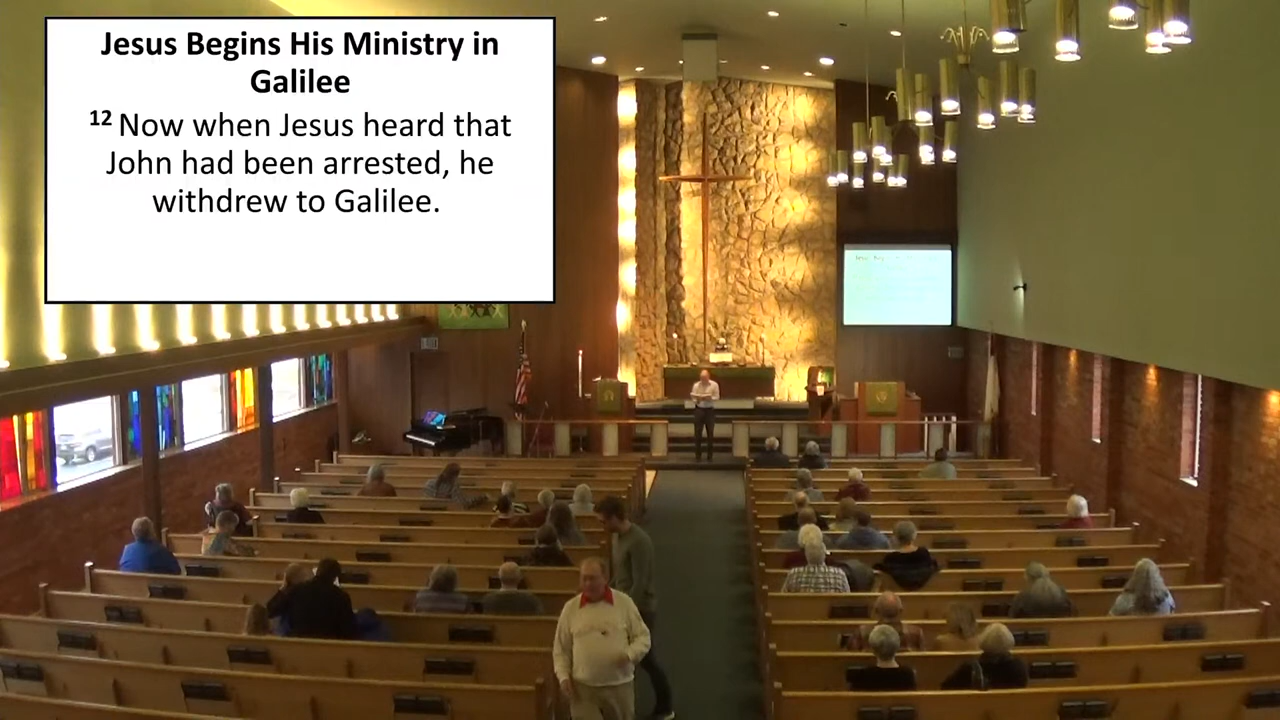 Jesus Begins His Ministry in
Galilee
12 Now when Jesus heard that
John had been arrested, he
withdrew to Galilee.